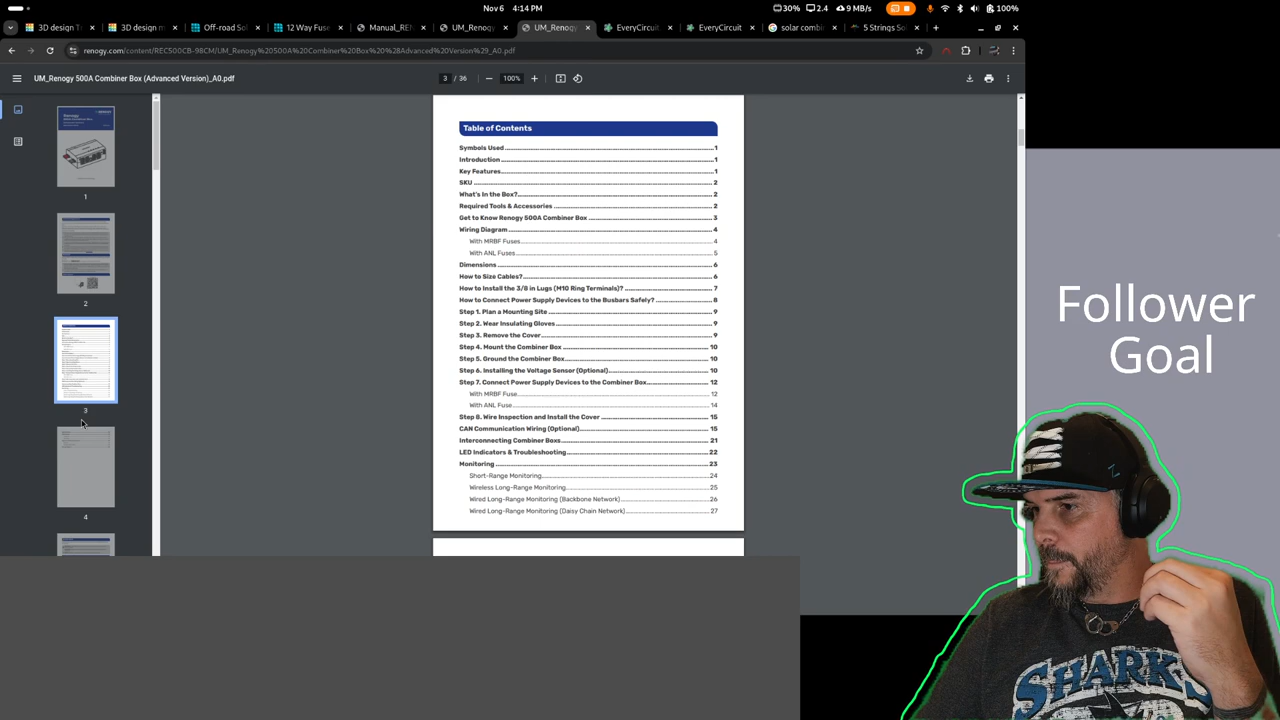 Nov 6 4:14 PM
30% 2.4 9 MB/s 100%
3D design T
3D design m
Off-road Sol
12 Way Fuse
Manual_REN
UM_Renogy
UM_Renogy
EveryCircuit
EveryCircuit
solar combin
5 Strings Sol
renogy.com/content/REC500CB-98CM/UM_Renogy%20500A%20Combiner%20Box%20%28Advanced%20Version%29_A0.pdf
UM_Renogy 500A Combiner Box (Advanced Version)_A0.pdf
3 / 36
100%
1
2
3
4
Table of Contents
Symbols Used 1
Introduction 1
Key Features 1
SKU 2
What's In the Box? 2
Required Tools & Accessories 2
Get to Know Renogy 500A Combiner Box 3
Wiring Diagram 4
With MRBF Fuses 4
With ANL Fuses 5
Dimensions 6
How to Size Cables? 6
How to Install the 3/8 in Lugs (M10 Ring Terminals)? 7
How to Connect Power Supply Devices to the Busbars Safely? 8
Step 1. Plan a Mounting Site 9
Step 2. Wear Insulating Gloves 9
Step 3. Remove the Cover 9
Step 4. Mount the Combiner Box 10
Step 5. Ground the Combiner Box 10
Step 6. Installing the Voltage Sensor (Optional) 10
Step 7. Connect Power Supply Devices to the Combiner Box 12
With MRBF Fuse 12
With ANL Fuse 14
Step 8. Wire Inspection and Install the Cover 15
CAN Communication Wiring (Optional) 15
Interconnecting Combiner Boxs 21
LED Indicators & Troubleshooting 22
Monitoring 23
Short-Range Monitoring 24
Wireless Long-Range Monitoring 25
Wired Long-Range Monitoring (Backbone Network) 26
Wired Long-Range Monitoring (Daisy Chain Network) 27
Follower
Goal
SHARKS